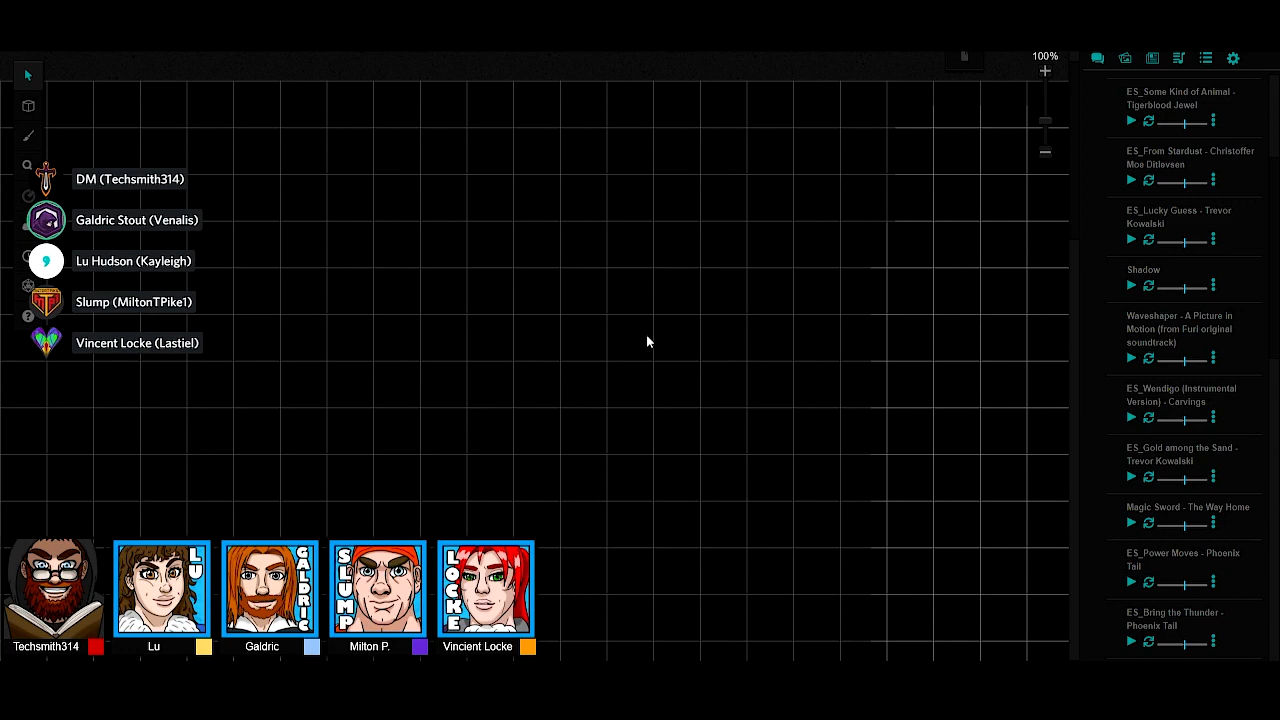 100%
DM (Techsmith314)
Galdric Stout (Venalis)
Lu Hudson (Kayleigh)
Slump (MiltonTPike1)
Vincent Locke (Lastiel)
LU
GALDRIC
SLUMP
LOCKE
Techsmith314
Lu
Galdric
Milton P.
Vincient Locke
ES_Some Kind of Animal -
Tigerblood Jewel
ES_From Stardust - Christoffer
Moe Ditlevsen
ES_Lucky Guess - Trevor
Kowalski
Shadow
Waveshaper - A Picture in
Motion (from Furi original
soundtrack)
ES_Wendigo (Instrumental
Version) - Carvings
ES_Gold among the Sand -
Trevor Kowalski
Magic Sword - The Way Home
ES_Power Moves - Phoenix
Tail
ES_Bring the Thunder -
Phoenix Tail